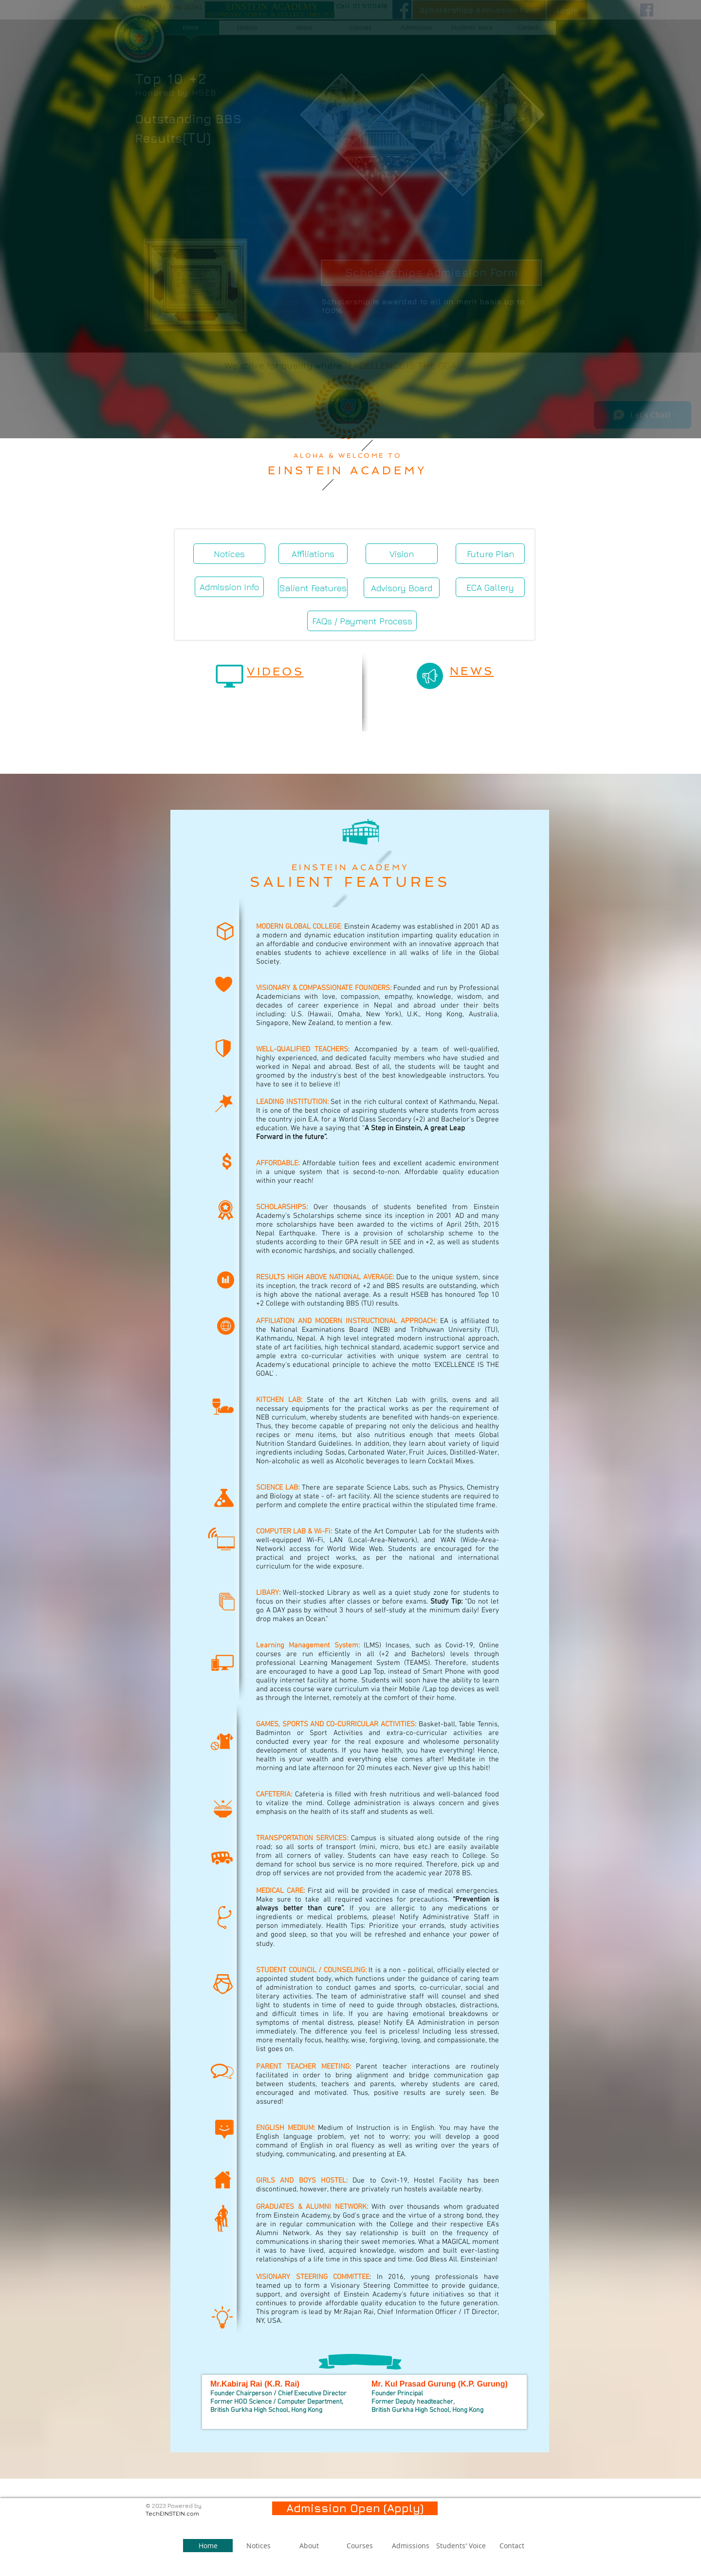 EINSTEIN ACADEMY
Top 10 +2
Honored by HSEB
Outstanding BBS
Results(TU)
Scholarships Admission Form
Let's Chat!
ALOHA & WELCOME TO
EINSTEIN ACADEMY
Notices
Affiliations
Vision
Future Plan
Admission Info
Salient Features
Advisory Board
ECA Gallery
FAQs / Payment Process
VIDEOS
NEWS
EINSTEIN ACADEMY
SALIENT FEATURES
MODERN GLOBAL COLLEGE: Einstein Academy was established in 2001 AD as
a modern and dynamic education institution imparting quality education in
an affordable and conducive environment with an innovative approach that
enables students to achieve excellence in all walks of life in the Global
Society.
VISIONARY & COMPASSIONATE FOUNDERS: Founded and run by Professional
Academicians with love, compassion, empathy, knowledge, wisdom, and
decades of career experience in Nepal and abroad under their belts
including: U.S. (Hawaii, Omaha, New York), U.K., Hong Kong, Australia,
Singapore, New Zealand, to mention a few.
WELL-QUALIFIED TEACHERS: Accompanied by a team of well-qualified,
highly experienced, and dedicated faculty members who have studied and
worked in Nepal and abroad. Best of all, the students will be taught and
groomed by the industry's best of the best knowledgeable instructors. You
have to see it to believe it!
LEADING INSTITUTION: Set in the rich cultural context of Kathmandu, Nepal.
It is one of the best choice of aspiring students where students from across
the country join E.A. for a World Class Secondary (+2) and Bachelor's Degree
education. We have a saying that "A Step in Einstein, A great Leap
Forward in the future".
AFFORDABLE: Affordable tuition fees and excellent academic environment
in a unique system that is second-to-non. Affordable quality education
within your reach!
SCHOLARSHIPS: Over thousands of students benefited from Einstein
Academy's Scholarships scheme since its inception in 2001 AD and many
more scholarships have been awarded to the victims of April 25th, 2015
Nepal Earthquake. There is a provision of scholarship scheme to the
students according to their GPA result in SEE and in +2, as well as students
with economic hardships, and socially challenged.
RESULTS HIGH ABOVE NATIONAL AVERAGE: Due to the unique system, since
its inception, the track record of +2 and BBS results are outstanding, which
is high above the national average. As a result HSEB has honoured Top 10
+2 College with outstanding BBS (TU) results.
AFFILIATION AND MODERN INSTRUCTIONAL APPROACH: EA is affiliated to
the National Examinations Board (NEB) and Tribhuwan University (TU),
Kathmandu, Nepal. A high level integrated modern instructional approach,
state of art facilities, high technical standard, academic support service and
ample extra co-curricular activities with unique system are central to
Academy's educational principle to achieve the motto 'EXCELLENCE IS THE
GOAL' .
KITCHEN LAB: State of the art Kitchen Lab with grills, ovens and all
necessary equipments for the practical works as per the requirement of
NEB curriculum, whereby students are benefited with hands-on experience.
Thus, they become capable of preparing not only the delicious and healthy
recipes or menu items, but also nutritious enough that meets Global
Nutrition Standard Guidelines. In addition, they learn about variety of liquid
ingredients including Sodas, Carbonated Water, Fruit Juices, Distilled-Water,
Non-alcoholic as well as Alcoholic beverages to learn Cocktail Mixes.
SCIENCE LAB: There are separate Science Labs, such as Physics, Chemistry
and Biology at state - of- art facility. All the science students are required to
perform and complete the entire practical within the stipulated time frame.
COMPUTER LAB & Wi-Fi: State of the Art Computer Lab for the students with
well-equipped Wi-Fi, LAN (Local-Area-Network), and WAN (Wide-Area-
Network) access for World Wide Web. Students are encouraged for the
practical and project works, as per the national and international
curriculum for the wide exposure.
LIBARY: Well-stocked Library as well as a quiet study zone for students to
focus on their studies after classes or before exams. Study Tip: "Do not let
go A DAY pass by without 3 hours of self-study at the minimum daily! Every
drop makes an Ocean."
Learning Management System: (LMS) Incases, such as Covid-19, Online
courses are run efficiently in all (+2 and Bachelors) levels through
professional Learning Management System (TEAMS). Therefore, students
are encouraged to have a good Lap Top, instead of Smart Phone with good
quality internet facility at home. Students will soon have the ability to learn
and access course ware curriculum via their Mobile /Lap top devices as well
as through the Internet, remotely at the comfort of their home.
GAMES, SPORTS AND CO-CURRICULAR ACTIVITIES: Basket-ball, Table Tennis,
Badminton or Sport Activities and extra-co-curricular activities are
conducted every year for the real exposure and wholesome personality
development of students. If you have health, you have everything! Hence,
health is your wealth and everything else comes after! Meditate in the
morning and late afternoon for 20 minutes each. Never give up this habit!
CAFETERIA: Cafeteria is filled with fresh nutritious and well-balanced food
to vitalize the mind. College administration is always concern and gives
emphasis on the health of its staff and students as well.
TRANSPORTATION SERVICES: Campus is situated along outside of the ring
road; so all sorts of transport (mini, micro, bus etc.) are easily available
from all corners of valley. Students can have easy reach to College. So
demand for school bus service is no more required. Therefore, pick up and
drop off services are not provided from the academic year 2078 BS.
MEDICAL CARE: First aid will be provided in case of medical emergencies.
Make sure to take all required vaccines for precautions. "Prevention is
always better than cure". If you are allergic to any medications or
ingredients or medical problems, please! Notify Administrative Staff in
person immediately. Health Tips: Prioritize your errands, study activities
and good sleep, so that you will be refreshed and enhance your power of
study.
STUDENT COUNCIL / COUNSELING: It is a non - political, officially elected or
appointed student body, which functions under the guidance of caring team
of administration to conduct games and sports, co-curricular, social and
literary activities. The team of administrative staff will counsel and shed
light to students in time of need to guide through obstacles, distractions,
and difficult times in life. If you are having emotional breakdowns or
symptoms of mental distress, please! Notify EA Administration in person
immediately. The difference you feel is priceless! Including less stressed,
more mentally focus, healthy, wise, forgiving, loving, and compassionate, the
list goes on.
PARENT TEACHER MEETING: Parent teacher interactions are routinely
facilitated in order to bring alignment and bridge communication gap
between students, teachers and parents, whereby students are cared,
encouraged and motivated. Thus, positive results are surely seen. Be
assured!
ENGLISH MEDIUM: Medium of Instruction is in English. You may have the
English language problem, yet not to worry; you will develop a good
command of English in oral fluency as well as writing over the years of
studying, communicating, and presenting at EA.
GIRLS AND BOYS HOSTEL: Due to Covit-19, Hostel Facility has been
discontinued, however, there are privately run hostels available nearby.
GRADUATES & ALUMNI NETWORK: With over thousands whom graduated
from Einstein Academy, by God's grace and the virtue of a strong bond, they
are in regular communication with the College and their respective EA's
Alumni Network. As they say relationship is built on the frequency of
communications in sharing their sweet memories. What a MAGICAL moment
it was to have lived, acquired knowledge, wisdom and built ever-lasting
relationships of a life time in this space and time. God Bless All. Einsteinian!
VISIONARY STEERING COMMITTEE: In 2016, young professionals have
teamed up to form a Visionary Steering Committee to provide guidance,
support, and oversight of Einstein Academy's future initiatives so that it
continues to provide affordable quality education to the future generation.
This program is lead by Mr.Rajan Rai, Chief Information Officer / IT Director,
NY, USA.
Mr.Kabiraj Rai (K.R. Rai)
Founder Chairperson / Chief Executive Director
Former HOD Science / Computer Department,
British Gurkha High School, Hong Kong
Mr. Kul Prasad Gurung (K.P. Gurung)
Founder Principal
Former Deputy headteacher,
British Gurkha High School, Hong Kong
© 2023 Powered by
TechEINSTEIN.com
Admission Open (Apply)
Home
Notices
About
Courses
Admissions
Students' Voice
Contact